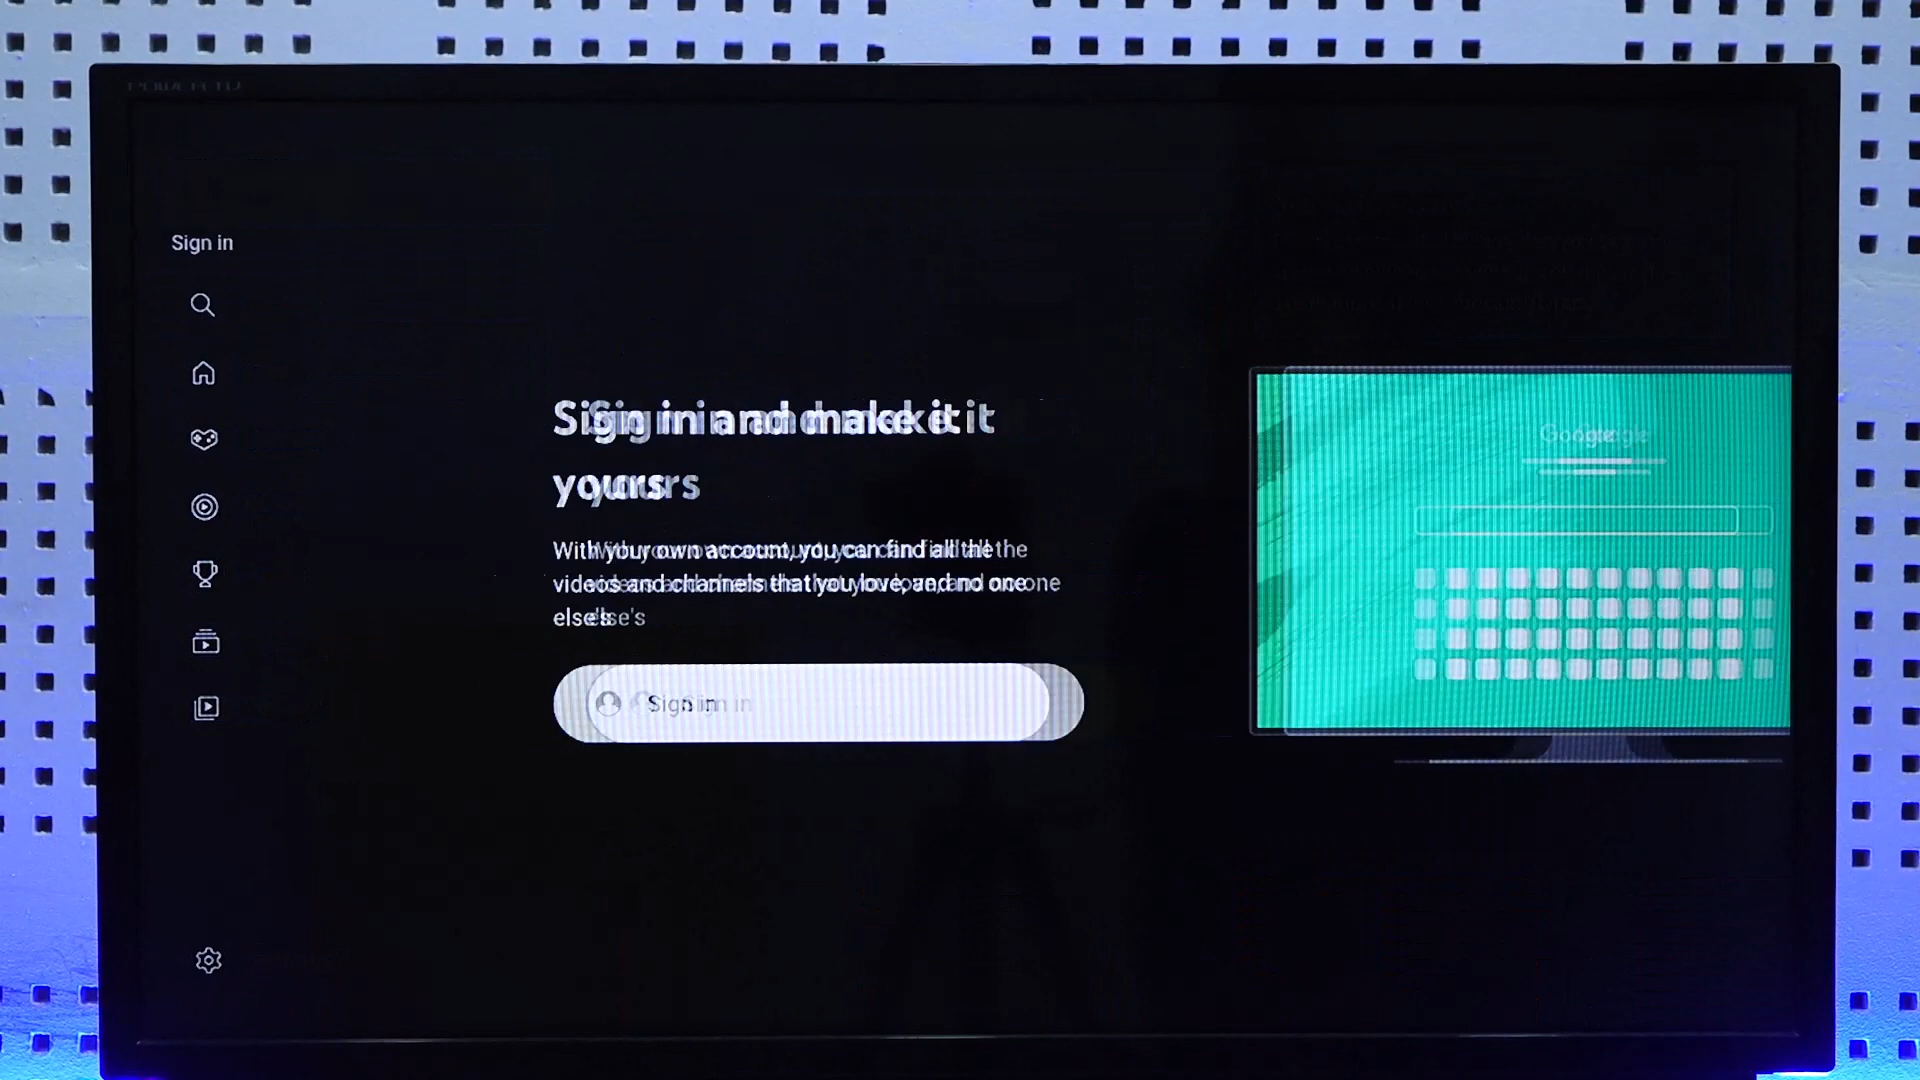 Sign in
Sign in and make it
yours
With your own account, you can find all the
videos and channels that you love, and no one
else's
Sign in
Google